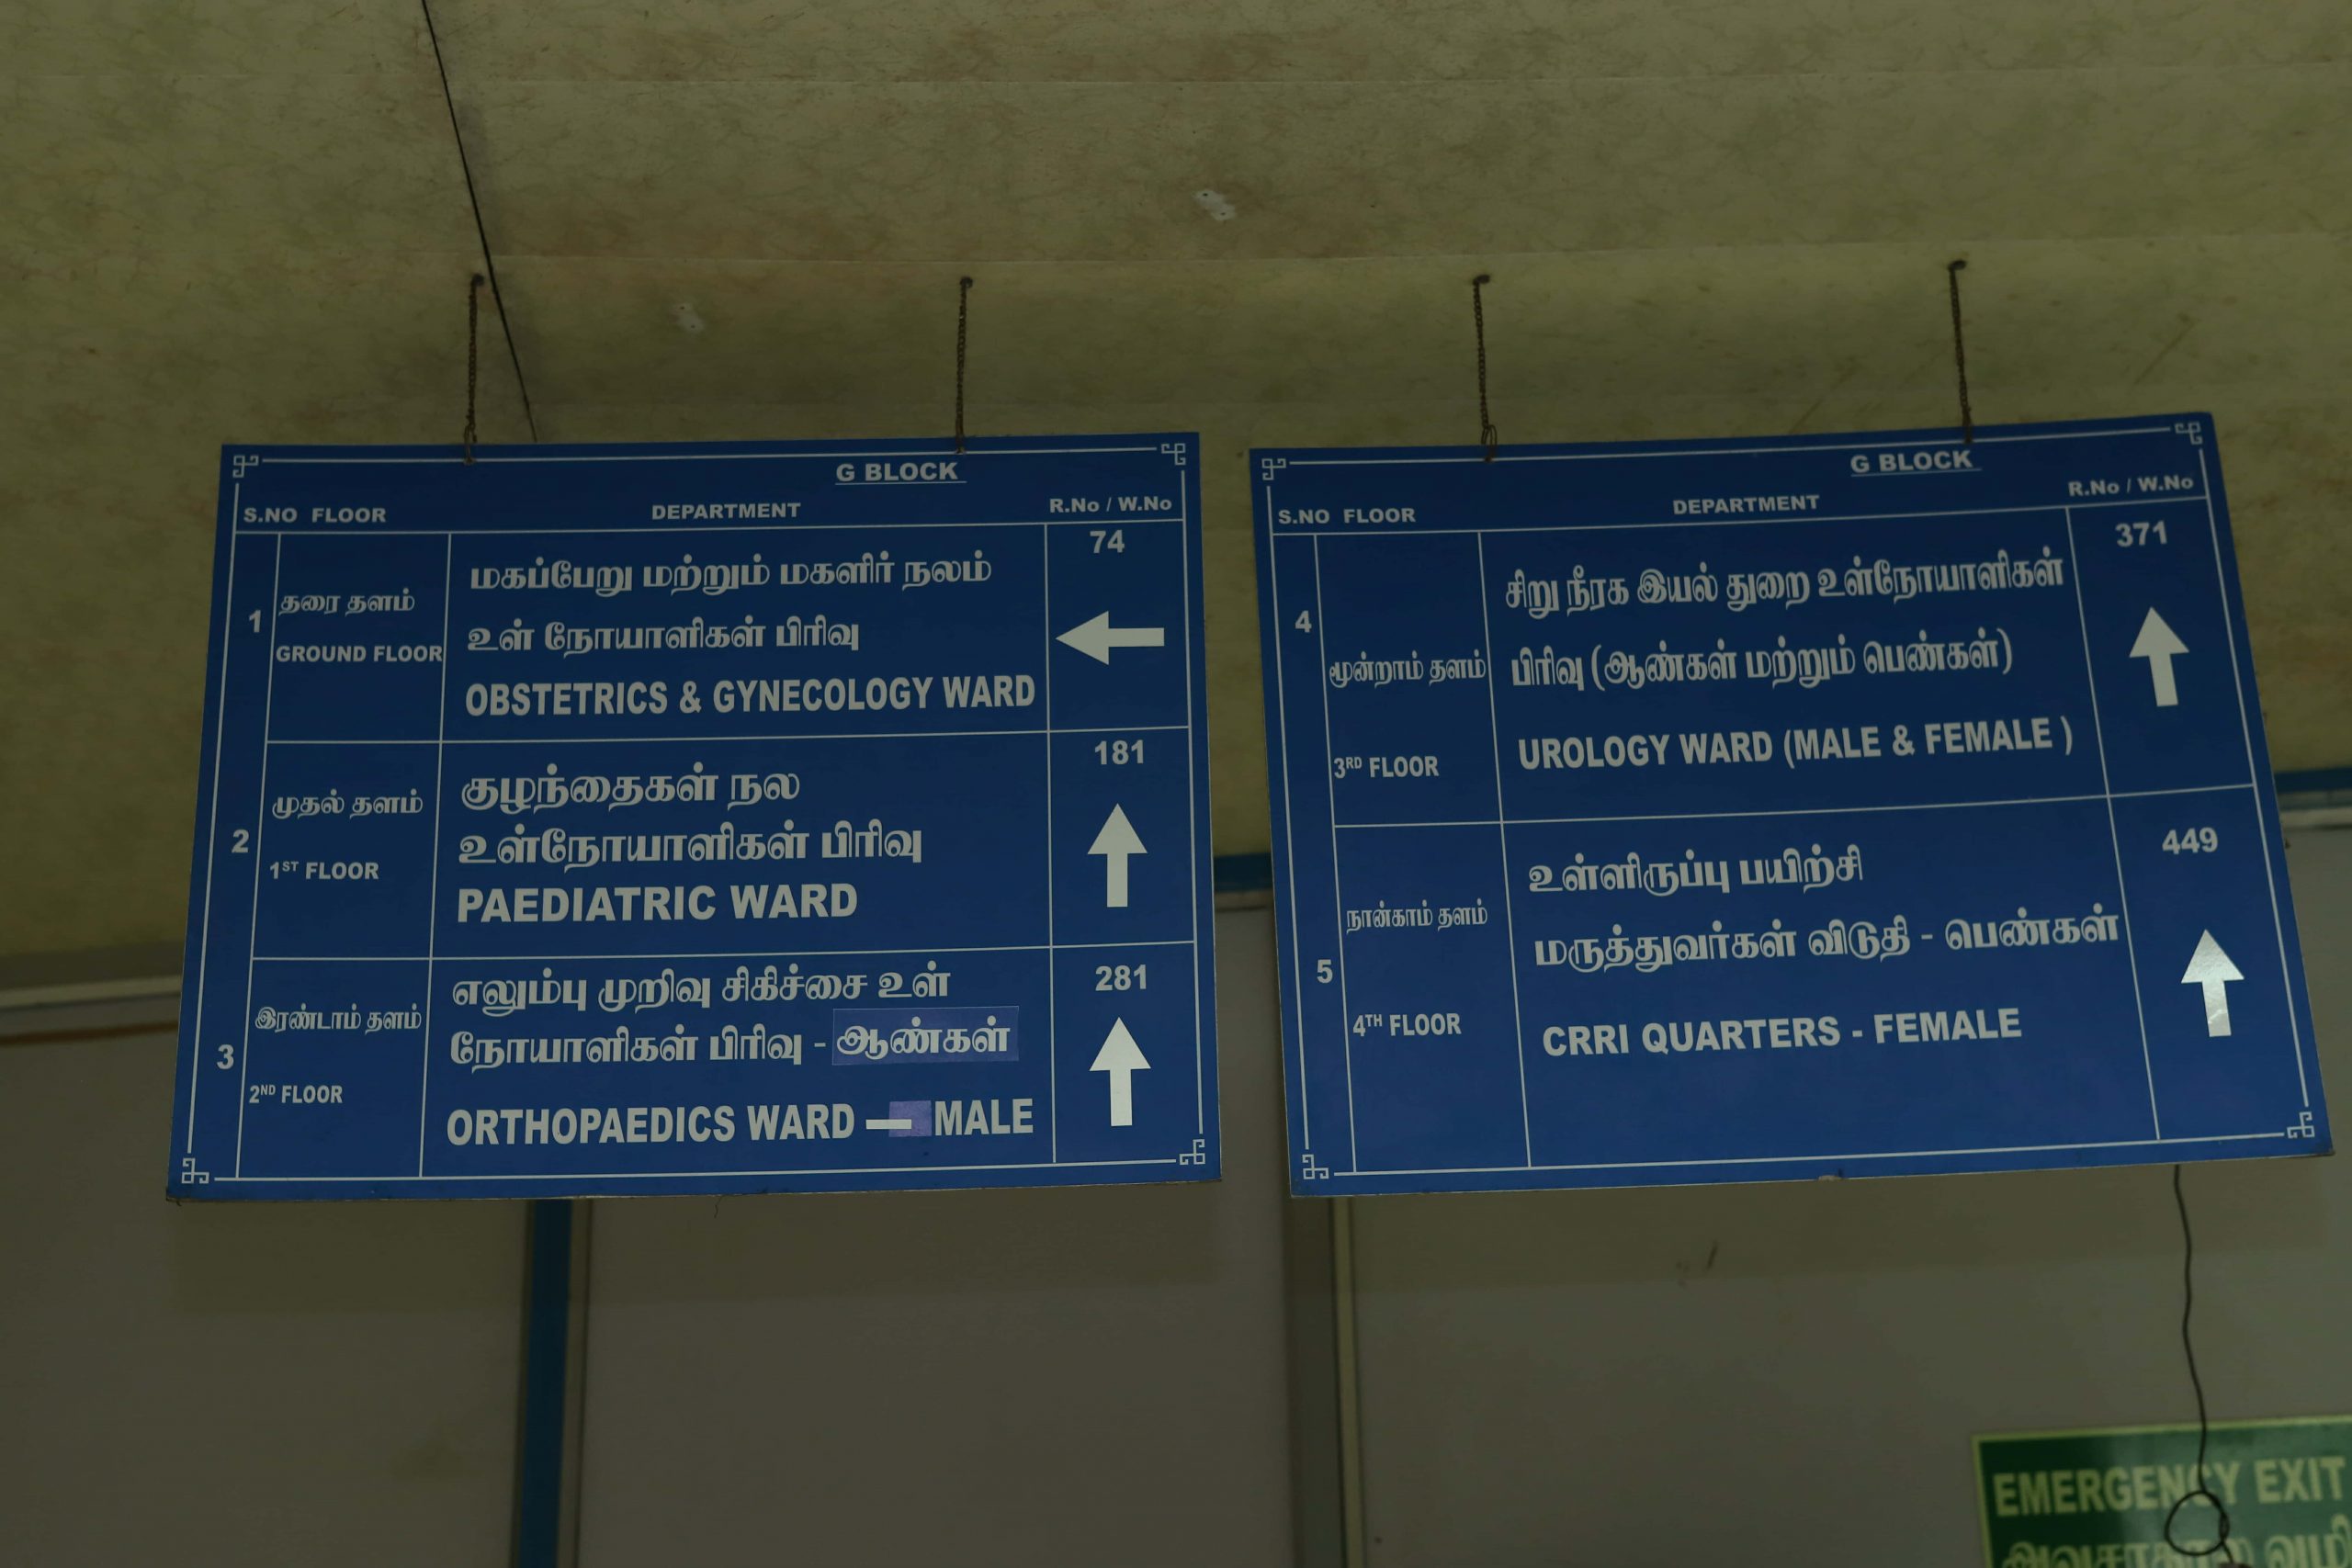 G BLOCK
S.NO FLOOR DEPARTMENT R.No / W.No
1
தரை தளம்
GROUND FLOOR
மகப்பேறு மற்றும் மகளிர் நலம்
உள் நோயாளிகள் பிரிவு
OBSTETRICS & GYNECOLOGY WARD
74
2
முதல் தளம்
1ST FLOOR
குழந்தைகள் நல
உள்நோயாளிகள் பிரிவு
PAEDIATRIC WARD
181
3
இரண்டாம் தளம்
2ND FLOOR
எலும்பு முறிவு சிகிச்சை உள்
நோயாளிகள் பிரிவு - ஆண்கள்
ORTHOPAEDICS WARD — MALE
281
G BLOCK
S.NO FLOOR DEPARTMENT R.No / W.No
4
மூன்றாம் தளம்
3RD FLOOR
சிறு நீரக இயல் துறை உள்நோயாளிகள்
பிரிவு (ஆண்கள் மற்றும் பெண்கள்)
UROLOGY WARD (MALE & FEMALE )
371
5
நான்காம் தளம்
4TH FLOOR
உள்ளிருப்பு பயிற்சி
மருத்துவர்கள் விடுதி - பெண்கள்
CRRI QUARTERS - FEMALE
449
EMERGENCY EXIT